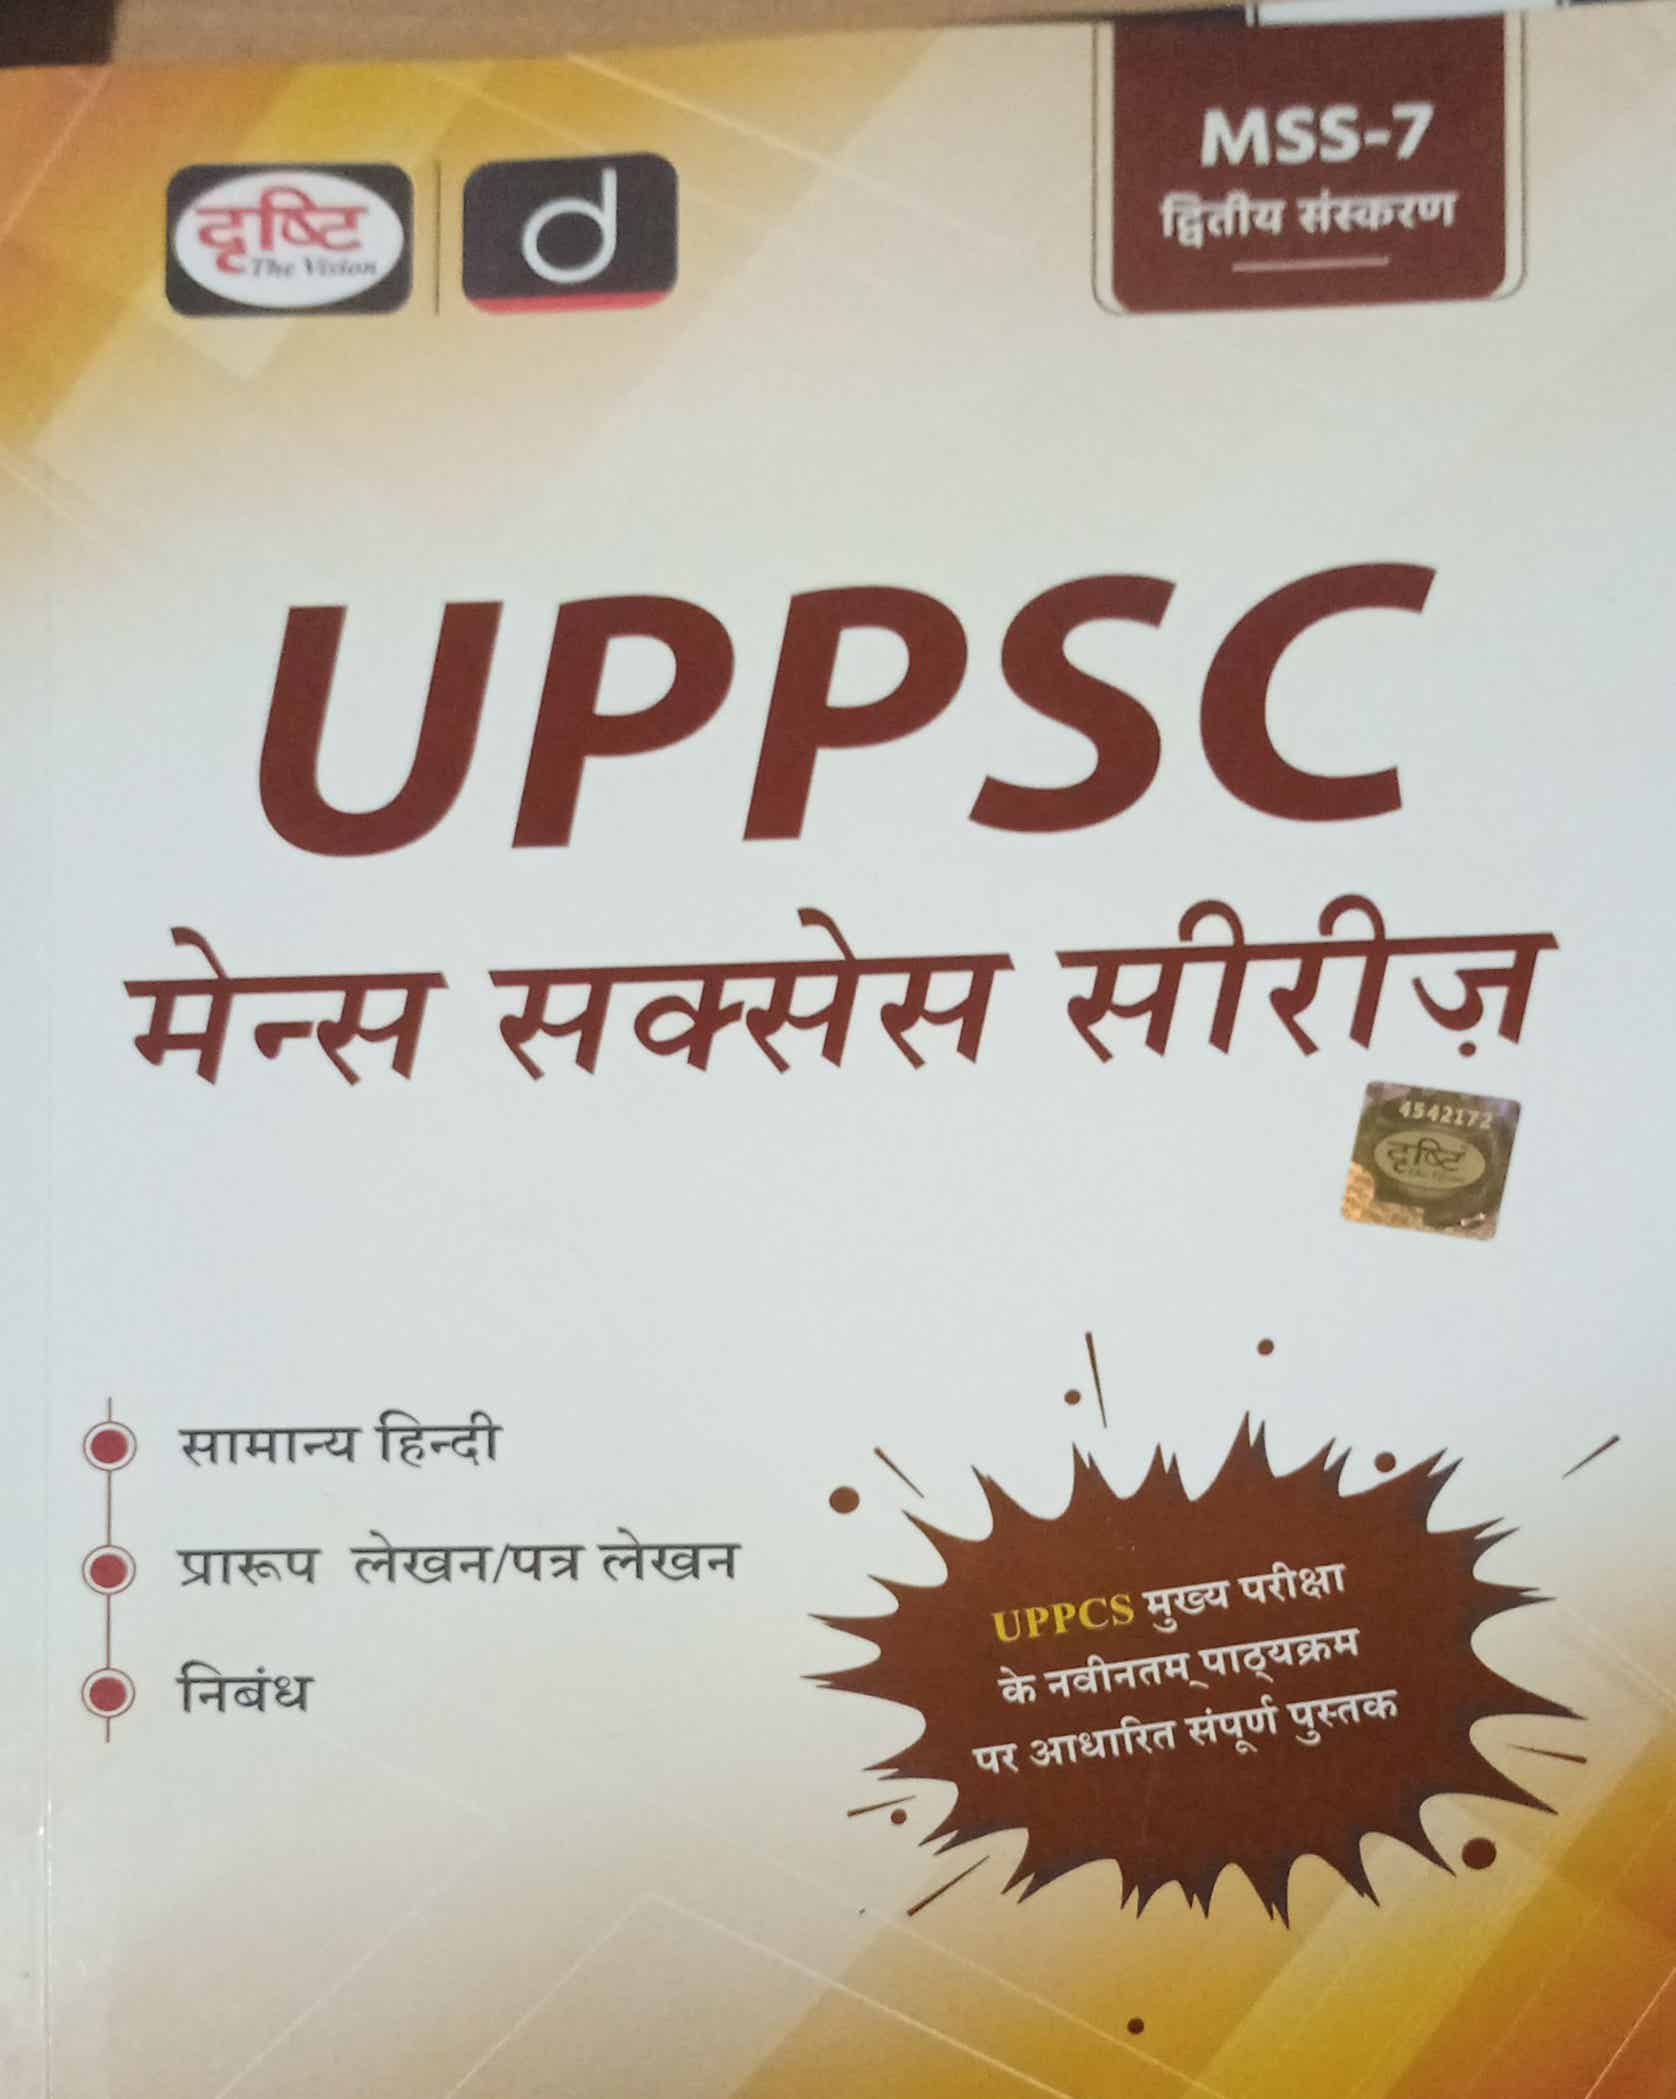 दृष्टि
The Vision
d
MSS-7
द्वितीय संस्करण
UPPSC
मेन्स सक्सेस सीरीज़
4542172
दृष्टि
सामान्य हिन्दी
प्रारूप लेखन/पत्र लेखन
निबंध
UPPCS मुख्य परीक्षा
के नवीनतम् पाठ्यक्रम
पर आधारित संपूर्ण पुस्तक